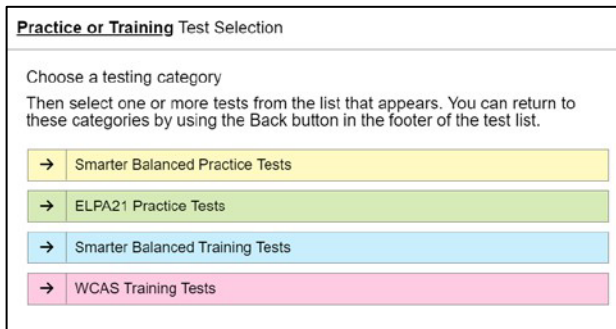 Practice or Training Test Selection
Choose a testing category
Then select one or more tests from the list that appears. You can return to
these categories by using the Back button in the footer of the test list.
→ Smarter Balanced Practice Tests
→ ELPA21 Practice Tests
→ Smarter Balanced Training Tests
→ WCAS Training Tests